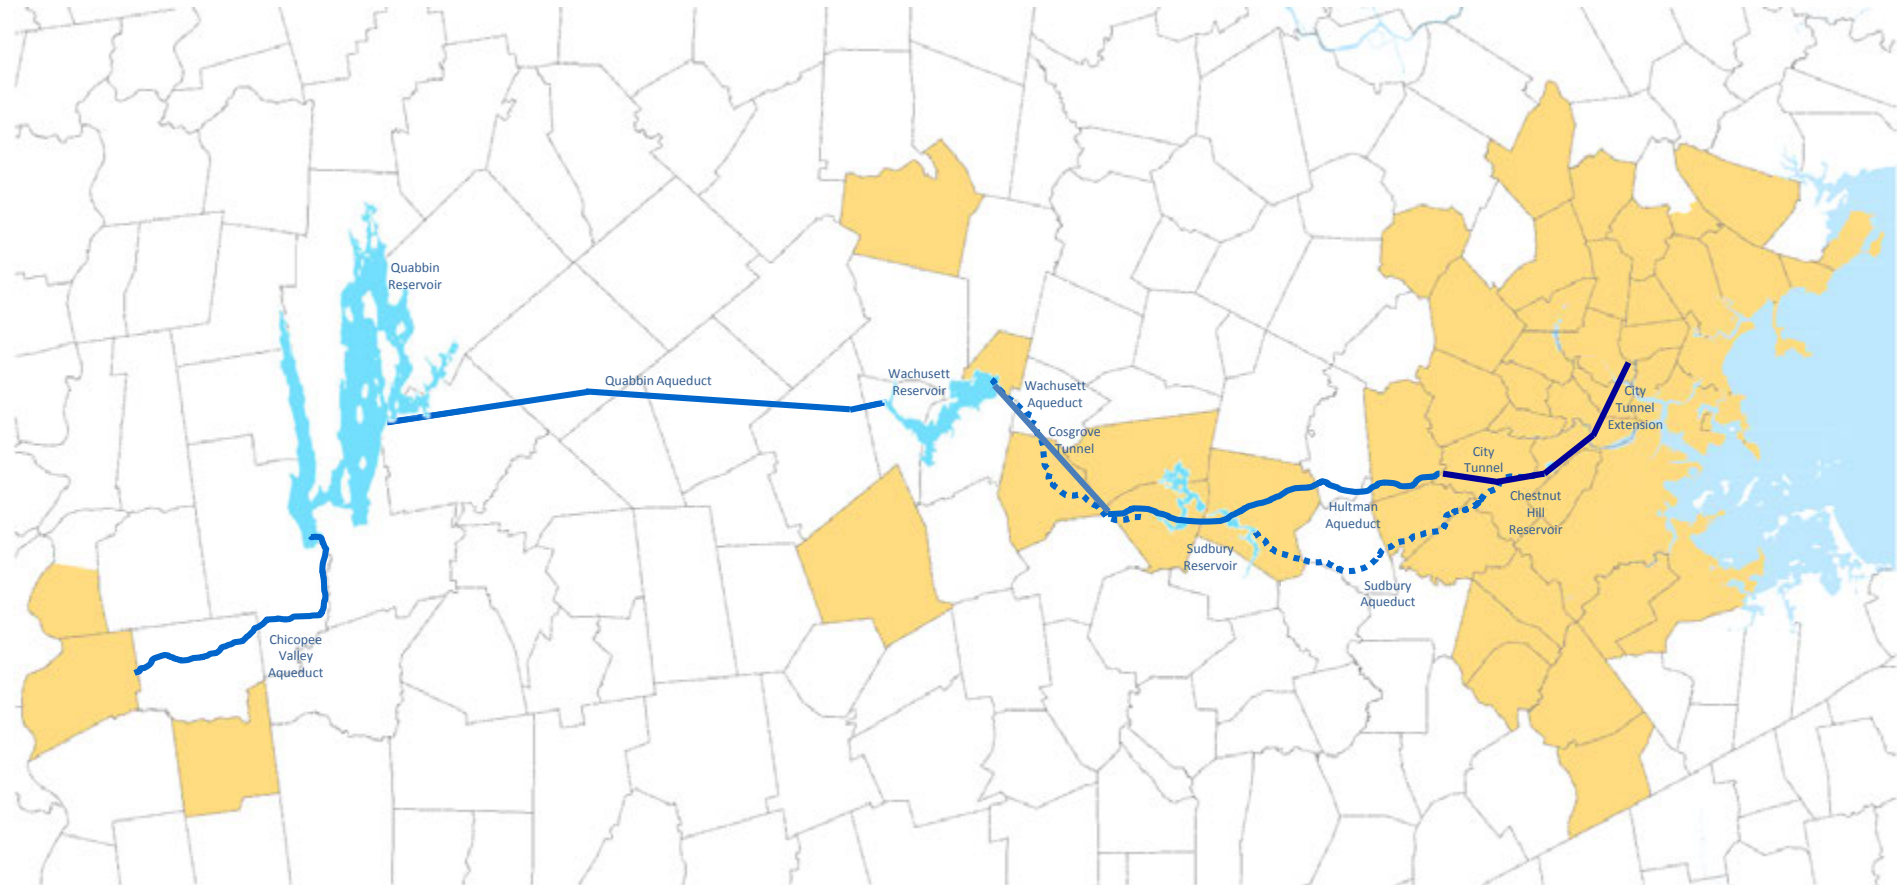 Quabbin
Reservoir
Quabbin Aqueduct
Wachusett
Reservoir
Wachusett
Aqueduct
Cosgrove
Tunnel
City
Tunnel
Extension
City
Tunnel
Chestnut
Hill
Reservoir
Hultman
Aqueduct
Sudbury
Reservoir
Sudbury
Aqueduct
Chicopee
Valley
Aqueduct